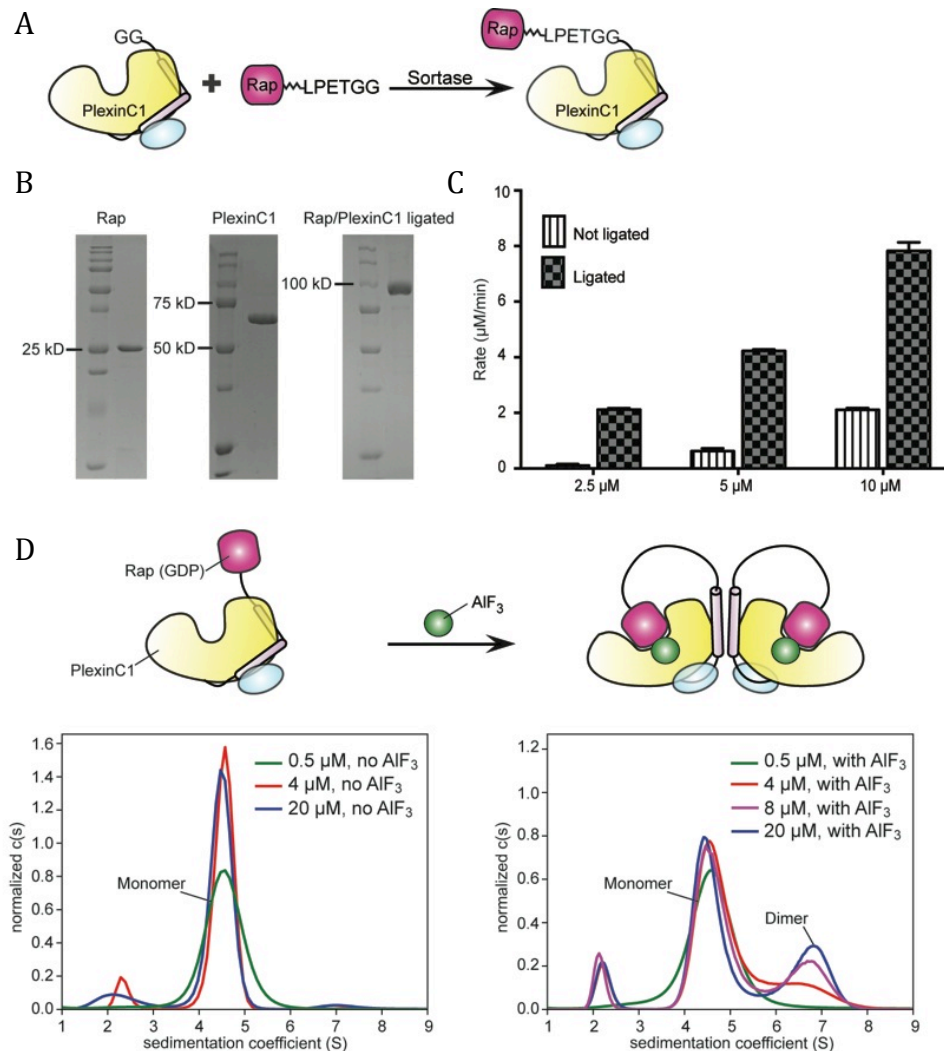 A
GG
PlexinC1
+
Rap
LPETGG
Sortase
Rap
LPETGG
PlexinC1
B
Rap
PlexinC1
Rap/PlexinC1 ligated
25 kD
75 kD
50 kD
100 kD
C
10
8
6
4
2
0
Rate (µM/min)
Not ligated
Ligated
2.5 µM
5 µM
10 µM
D
Rap (GDP)
PlexinC1
AlF3
1.6
1.4
1.2
1.0
0.8
0.6
0.4
0.2
0.0
normalized c(s)
0.5 µM, no AlF3
4 µM, no AlF3
20 µM, no AlF3
Monomer
1 2 3 4 5 6 7 8 9
sedimentation coefficient (S)
1.2
1.0
0.8
0.6
0.4
0.2
0.0
normalized c(s)
0.5 µM, with AlF3
4 µM, with AlF3
8 µM, with AlF3
20 µM, with AlF3
Monomer
Dimer
1 2 3 4 5 6 7 8 9
sedimentation coefficient (S)